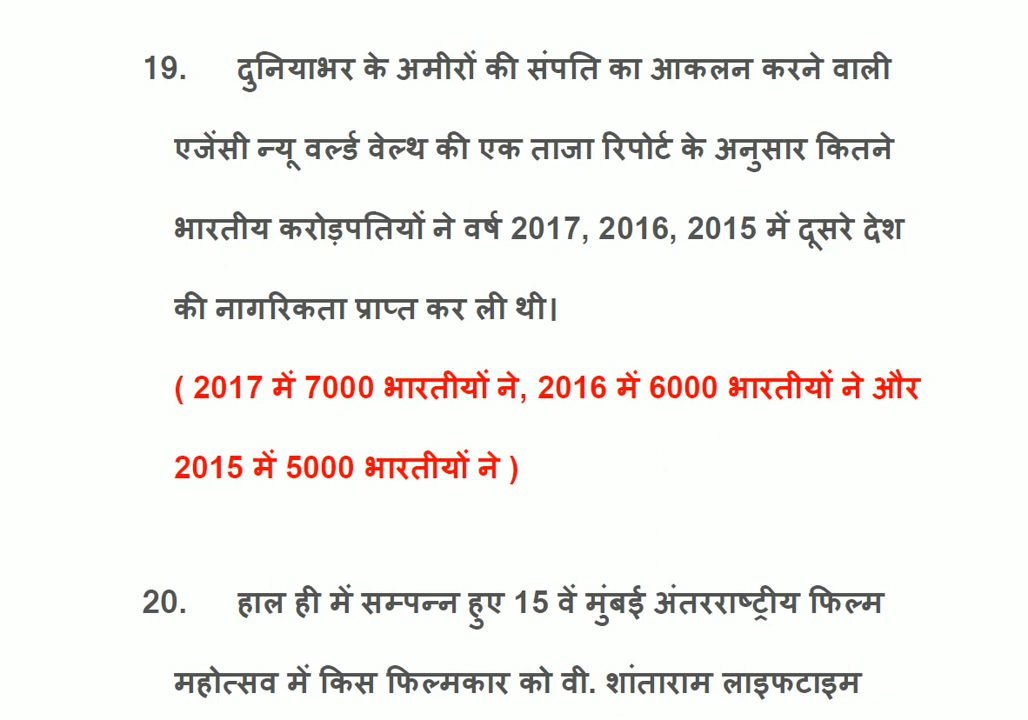 19. दुनियाभर के अमीरों की संपति का आकलन करने वाली
एजेंसी न्यू वर्ल्ड वेल्थ की एक ताजा रिपोर्ट के अनुसार कितने
भारतीय करोड़पतियों ने वर्ष 2017, 2016, 2015 में दूसरे देश
की नागरिकता प्राप्त कर ली थी।
( 2017 में 7000 भारतीयों ने, 2016 में 6000 भारतीयों ने और
2015 में 5000 भारतीयों ने )
20. हाल ही में सम्पन्न हुए 15 वें मुंबई अंतरराष्ट्रीय फिल्म
महोत्सव में किस फिल्मकार को वी. शांताराम लाइफटाइम